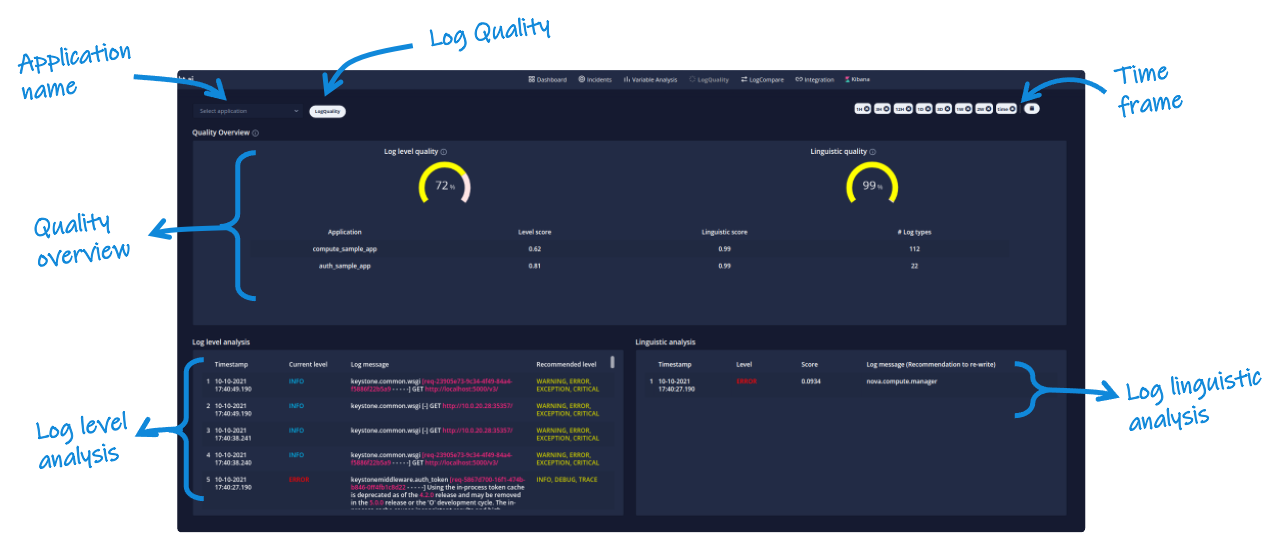 Log Quality
Application
name
Time
frame
Dashboard Incidents Variable Analysis LogQuality LogCompare Integration Kibana
Select application LogQuality
1H 3H 12H 1D 3D 1W 2W
Quality Overview
Log level quality Linguistic quality
72 % 99 %
Quality
overview
Application Level score Linguistic score # Log types
compute_sample_app 0.62 0.99 112
auth_sample_app 0.81 0.99 22
Log level analysis
Timestamp Current level Log message Recommended level
1 10-10-2021 INFO keystone.common.wsgi [req-23905e73-9c34-4f49-84a4- WARNING, ERROR,
17:40:49.190 f5686f22b5a9 - - - - -] GET http://localhost:5000/v3/ EXCEPTION, CRITICAL
2 10-10-2021 INFO keystone.common.wsgi [-] GET http://10.0.20.28:35357/ WARNING, ERROR,
17:40:49.190 EXCEPTION, CRITICAL
3 10-10-2021 INFO keystone.common.wsgi [-] GET http://10.0.20.28:35357/ WARNING, ERROR,
17:40:38.241 EXCEPTION, CRITICAL
4 10-10-2021 INFO keystone.common.wsgi [req-23905e73-9c34-4f49-84a4- WARNING, ERROR,
17:40:38.240 f5686f22b5a9 - - - - -] GET http://localhost:5000/v3/ EXCEPTION, CRITICAL
5 10-10-2021 ERROR keystonemiddleware.auth_token INFO, DEBUG, TRACE
17:40:27.190 - - - - -] Using the in-process token cache
is deprecated as of the 4.2.0 release and may be removed
in the 5.0.0 release or the 'O' development cycle. The in-
Linguistic analysis
Timestamp Level Score Log message (Recommendation to re-write)
1 10-10-2021 ERROR 0.0934 nova.compute.manager
17:40:27.190
Log level
analysis
Log linguistic
analysis